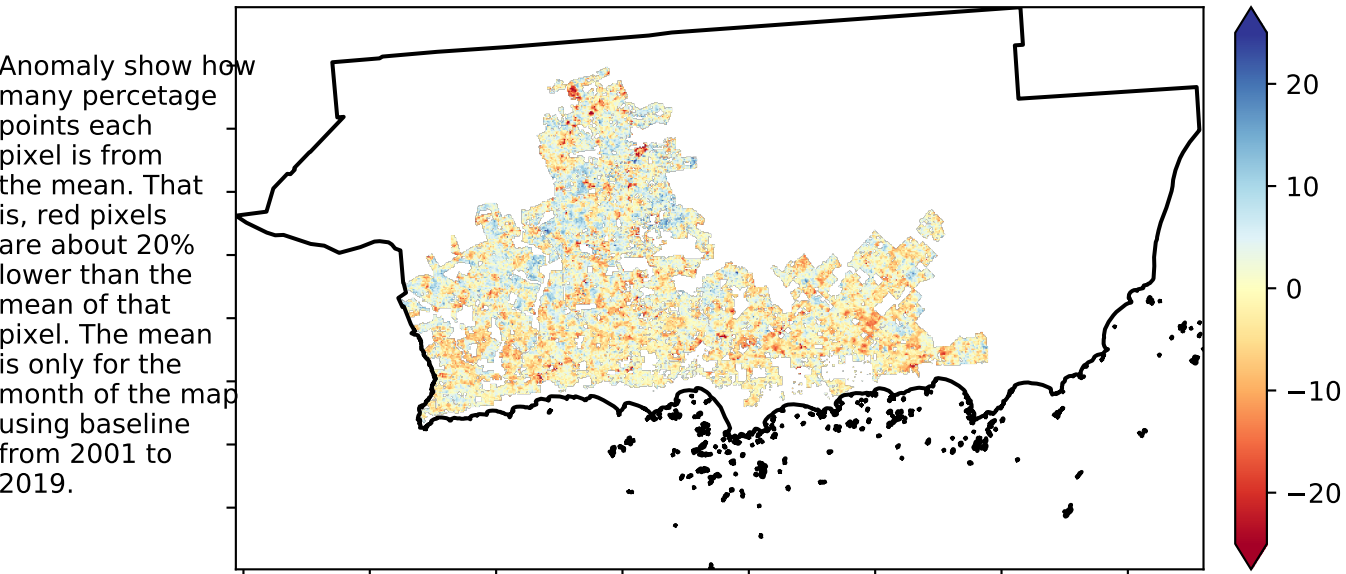 Anomaly show how
many percetage
points each
pixel is from
the mean. That
is, red pixels
are about 20%
lower than the
mean of that
pixel. The mean
is only for the
month of the map
using baseline
from 2001 to
2019.
20
10
0
−10
−20